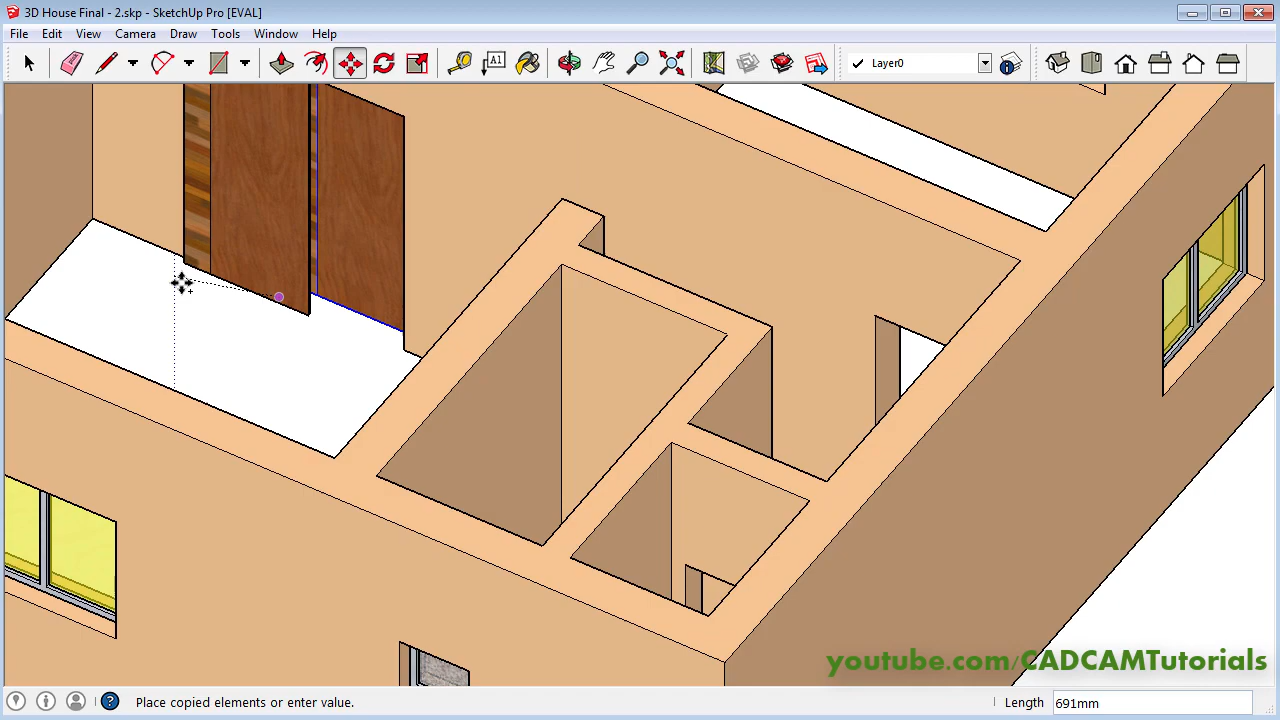 3D House Final - 2.skp - SketchUp Pro [EVAL]
File Edit View Camera Draw Tools Window Help
A1
Layer0
youtube.com/CADCAMTutorials
Place copied elements or enter value.
Length 691mm